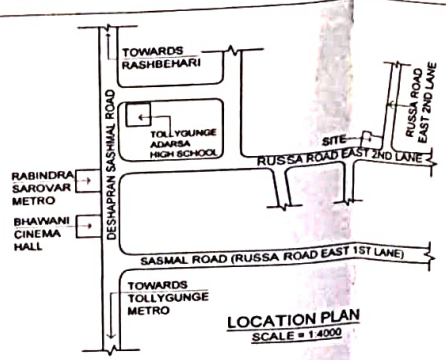 TOWARDS
RASHBEHARI
DESHAPRAN SASHMAL ROAD
TOLLYGUNGE
ADARSA
HIGH SCHOOL
SITE
RUSSA ROAD
EAST 2ND LANE
RUSSA ROAD EAST 2ND LANE
RABINDRA
SAROVAR
METRO
BHAWANI
CINEMA
HALL
SASMAL ROAD (RUSSA ROAD EAST 1ST LANE)
TOWARDS
TOLLYGUNGE
METRO
LOCATION PLAN
SCALE = 1:4000